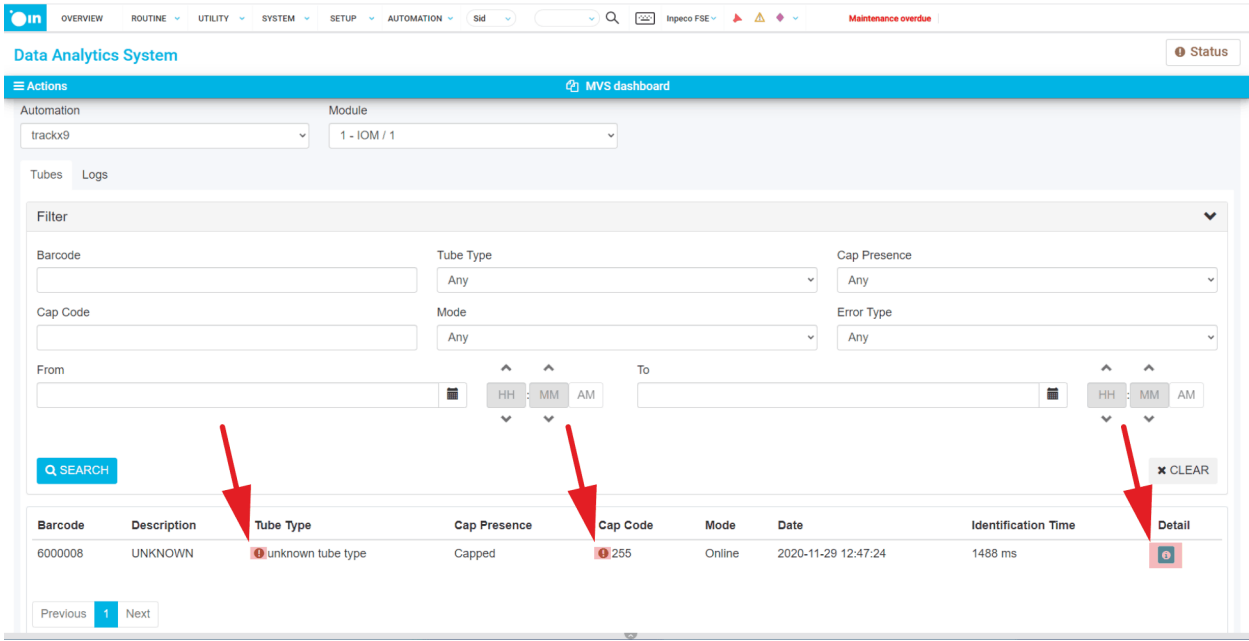 in OVERVIEW ROUTINE UTILITY SYSTEM SETUP AUTOMATION Sid Inpeco FSE Maintenance overdue
Data Analytics System Status
Actions MVS dashboard
Automation Module
trackx9 1 - IOM / 1
Tubes Logs
Filter
Barcode Tube Type Cap Presence
Any Any
Cap Code Mode Error Type
Any Any
From To
HH : MM AM HH : MM AM
SEARCH CLEAR
Barcode Description Tube Type Cap Presence Cap Code Mode Date Identification Time Detail
6000008 UNKNOWN unknown tube type Capped 255 Online 2020-11-29 12:47:24 1488 ms
Previous 1 Next